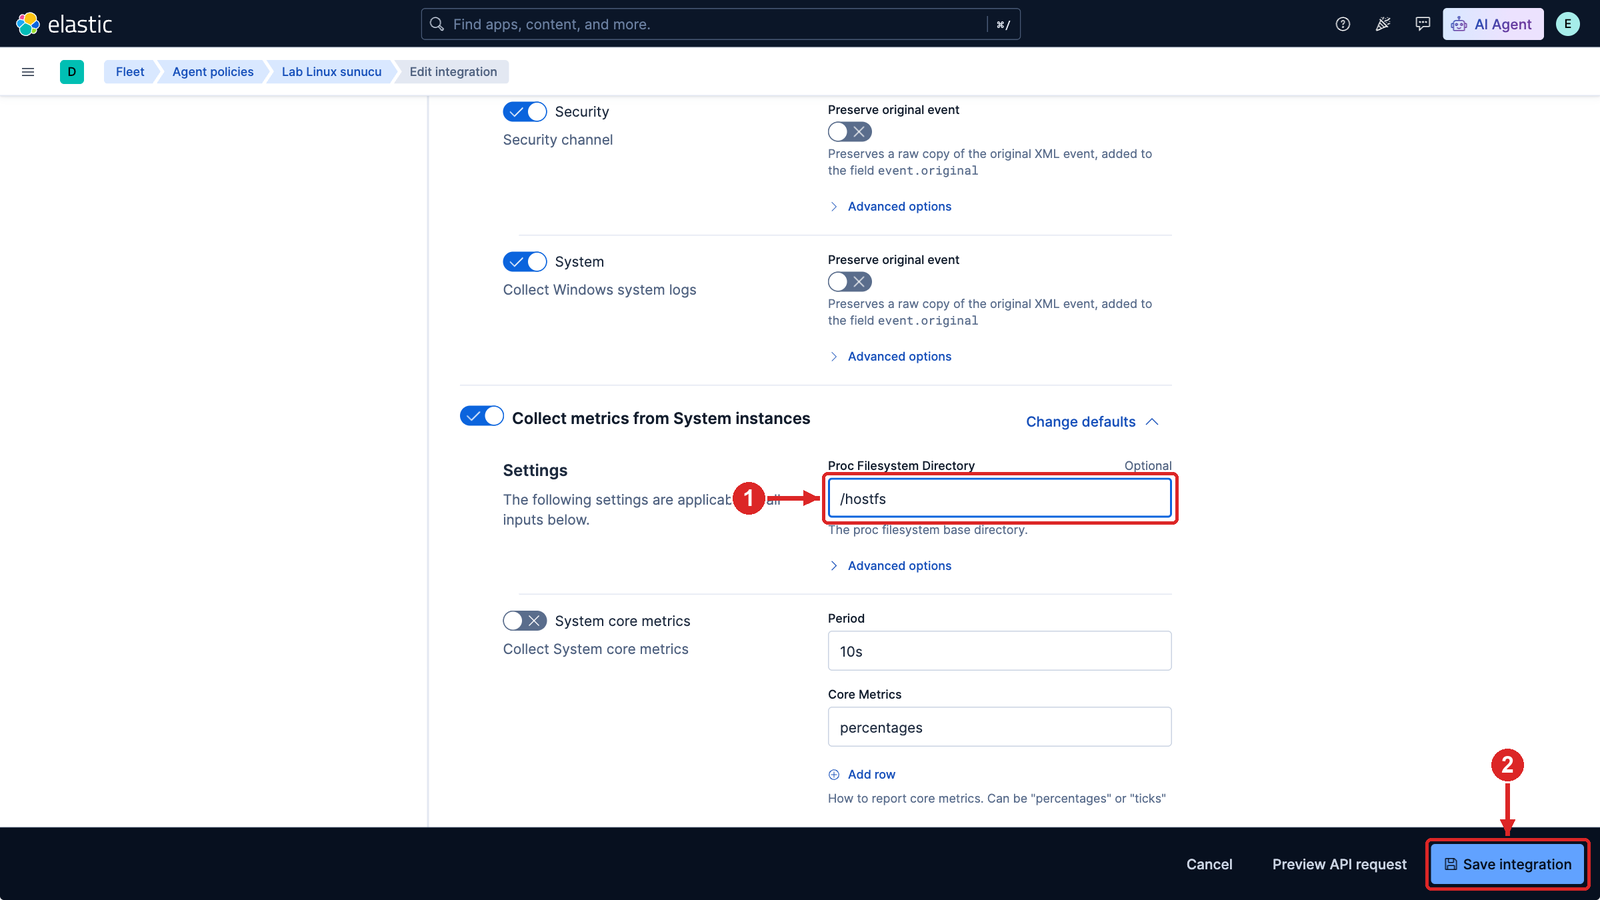 elastic
Find apps, content, and more.
⌘/
AI Agent
E
D
Fleet
Agent policies
Lab Linux sunucu
Edit integration
Security
Security channel
Preserve original event
Preserves a raw copy of the original XML event, added to
the field event.original
Advanced options
System
Collect Windows system logs
Preserve original event
Preserves a raw copy of the original XML event, added to
the field event.original
Advanced options
Collect metrics from System instances
Change defaults
Settings
The following settings are applicab all
inputs below.
1
Proc Filesystem Directory
Optional
/hostfs
The proc filesystem base directory.
Advanced options
System core metrics
Collect System core metrics
Period
10s
Core Metrics
percentages
Add row
How to report core metrics. Can be "percentages" or "ticks"
2
Cancel
Preview API request
Save integration